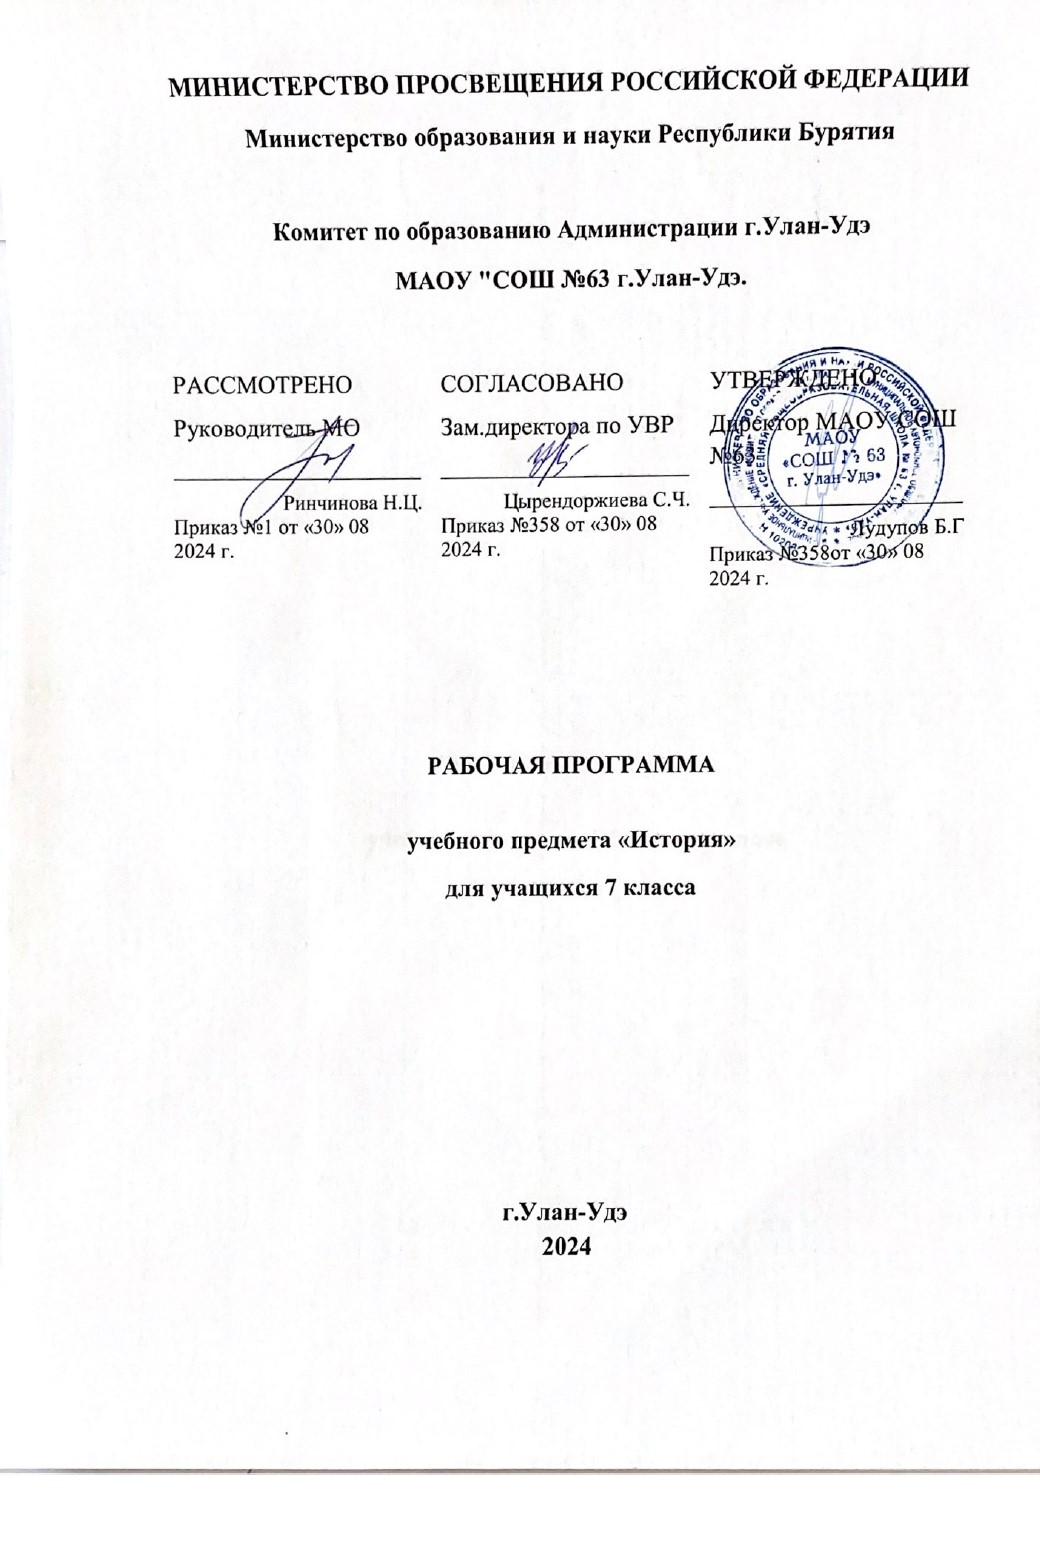 МИНИСТЕРСТВО ПРОСВЕЩЕНИЯ РОССИЙСКОЙ ФЕДЕРАЦИИ
Министерство образования и науки Республики Бурятия
Комитет по образованию Администрации г.Улан-Удэ
МАОУ "СОШ №63 г.Улан-Удэ.
РАССМОТРЕНО
Руководитель МО
Ринчинова Н.Ц.
Приказ №1 от «30» 08
2024 г.
СОГЛАСОВАНО
Зам.директора по УВР
Цырендоржиева С.Ч.
Приказ №358 от «30» 08
2024 г.
УТВЕРЖДЕНО
Директор МАОУ СОШ
№63
Лудупов Б.Г
Приказ №358от «30» 08
2024 г.
МАОУ
«СОШ № 63
г. Улан-Удэ»
РАБОЧАЯ ПРОГРАММА
учебного предмета «История»
для учащихся 7 класса
г.Улан-Удэ
2024